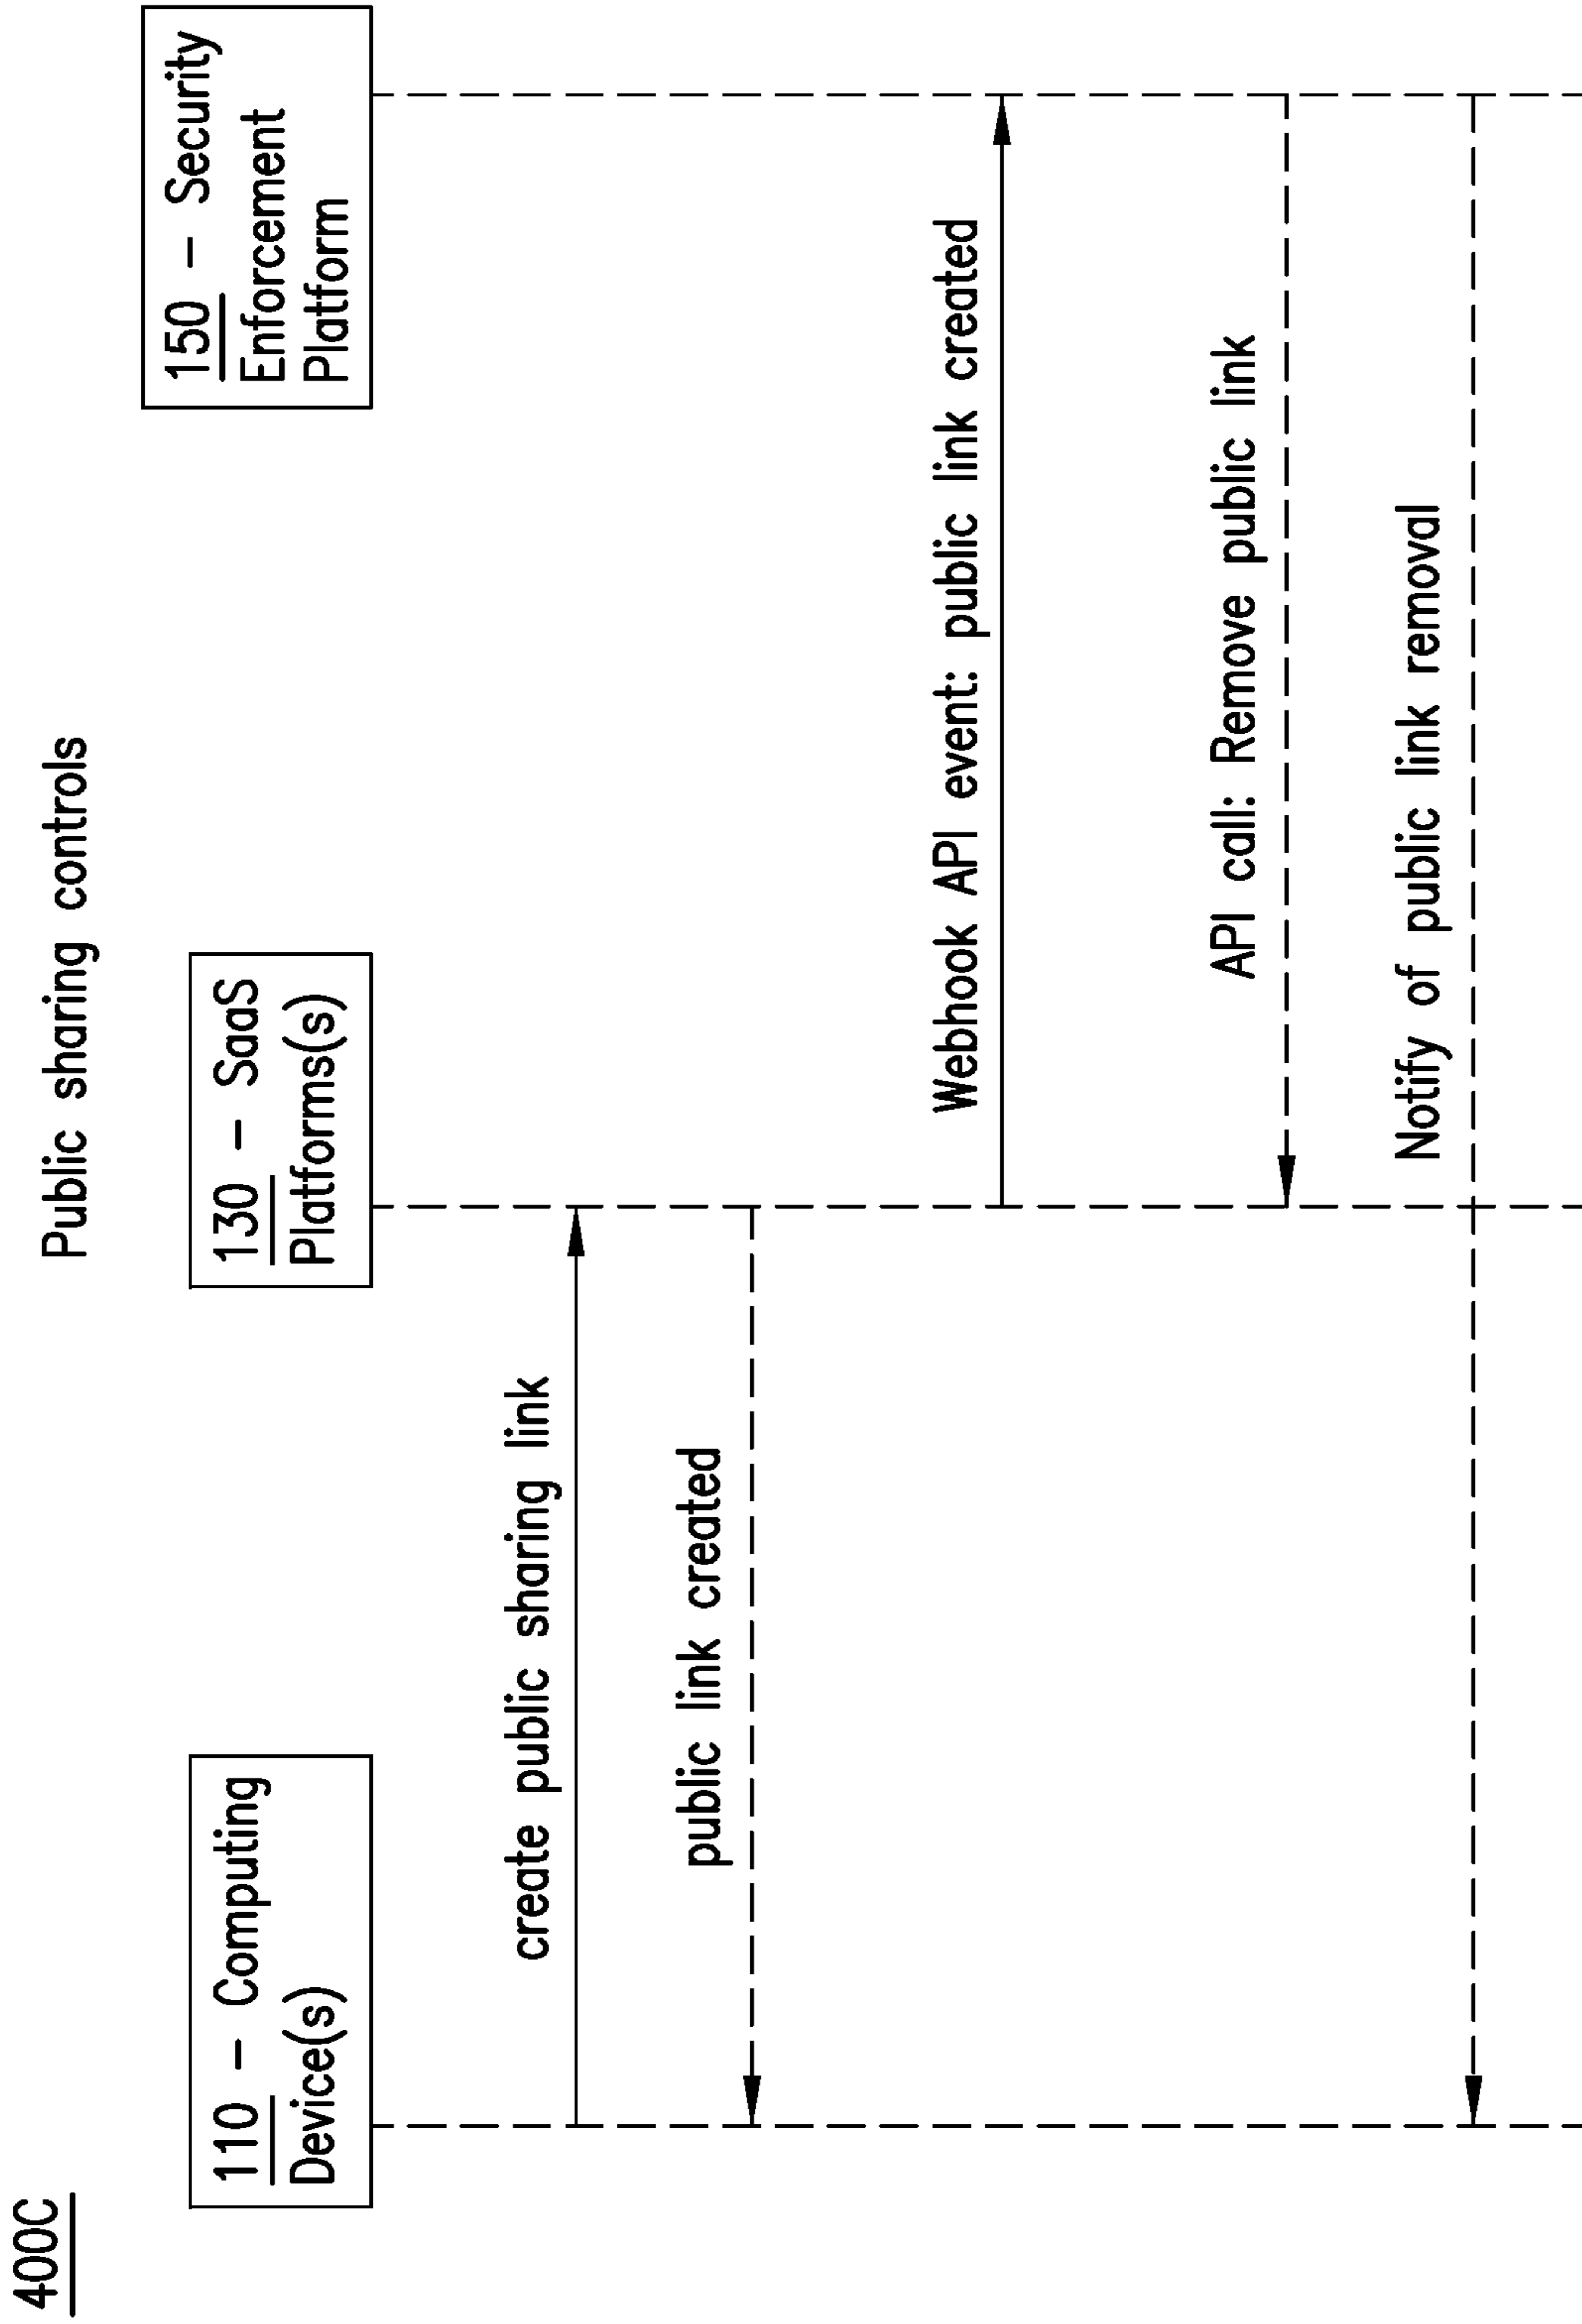 400C
Public sharing controls
110 - Computing
Device(s)
130 - SaaS
Platforms(s)
150 - Security
Enforcement
Platform
create public sharing link
public link created
Webhook API event: public link created
API call: Remove public link
Notify of public link removal